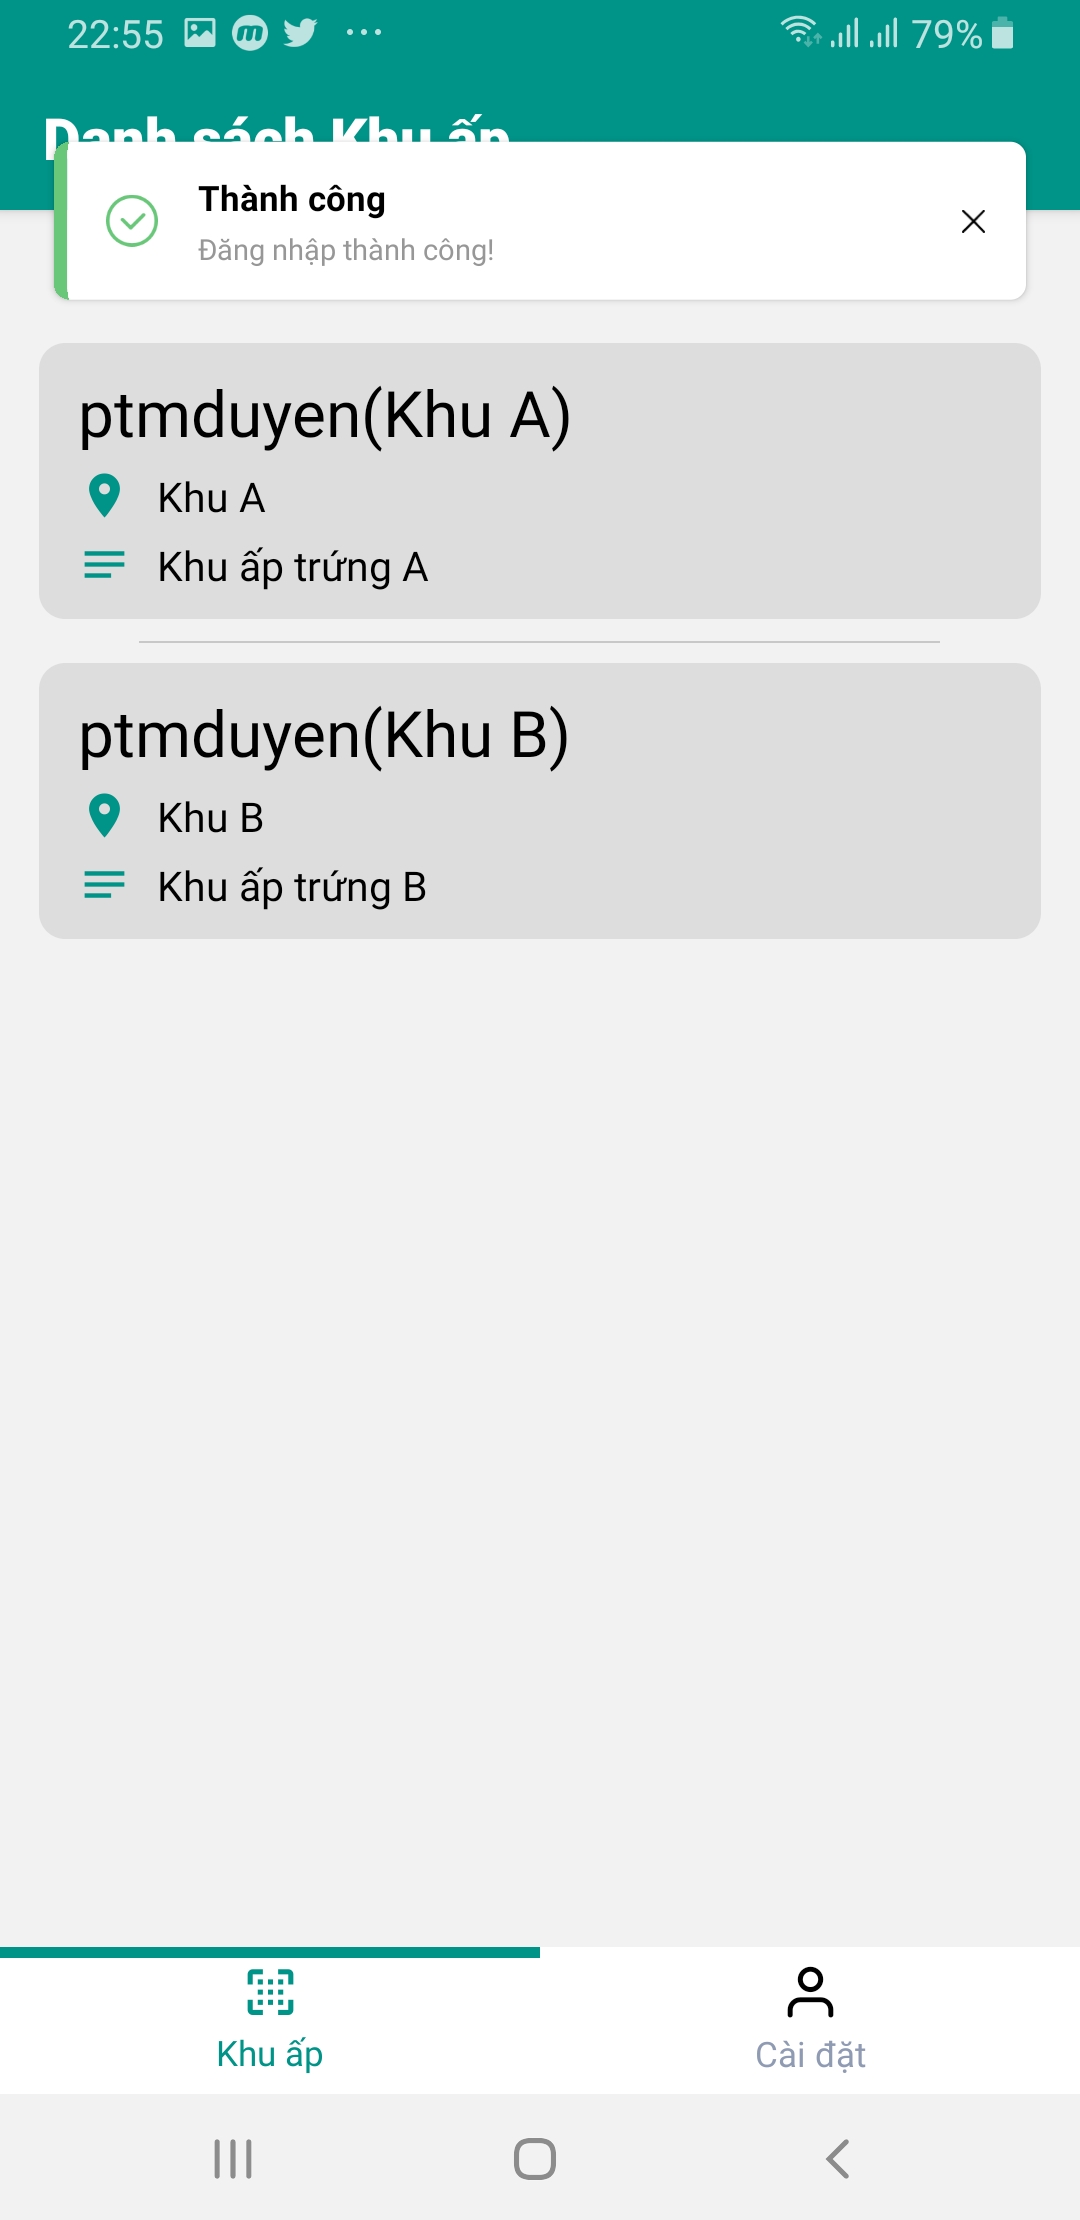 22:55
79%
Danh sách Khu ấp
Thành công
Đăng nhập thành công!
ptmduyen(Khu A)
Khu A
Khu ấp trứng A
ptmduyen(Khu B)
Khu B
Khu ấp trứng B
Khu ấp
Cài đặt